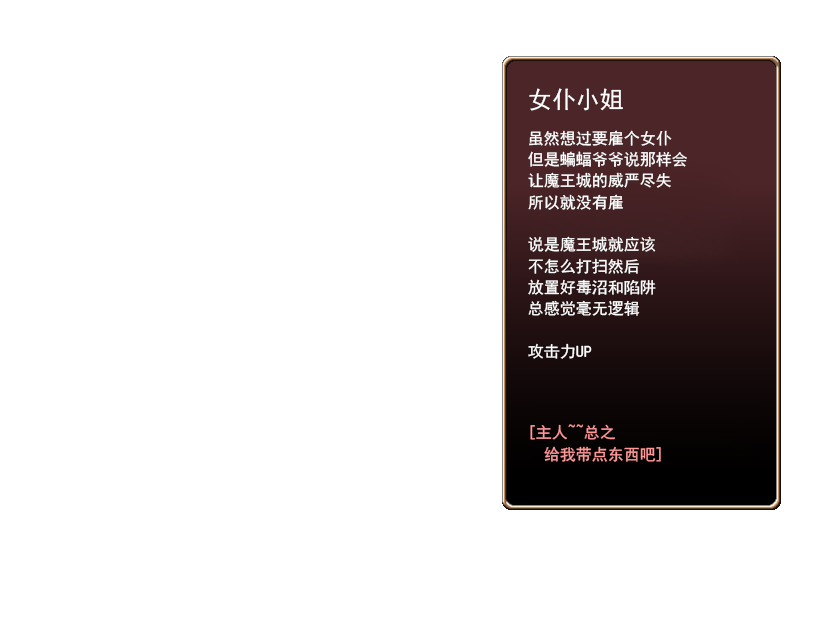 女仆小姐
虽然想过要雇个女仆
但是蝙蝠爷爷说那样会
让魔王城的威严尽失
所以就没有雇
说是魔王城就应该
不怎么打扫然后
放置好毒沼和陷阱
总感觉毫无逻辑
攻击力UP
[主人~~总之
给我带点东西吧]